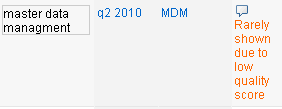 master data q2 2010 MDM
managment
Rarely
shown
due to
low
quality
score